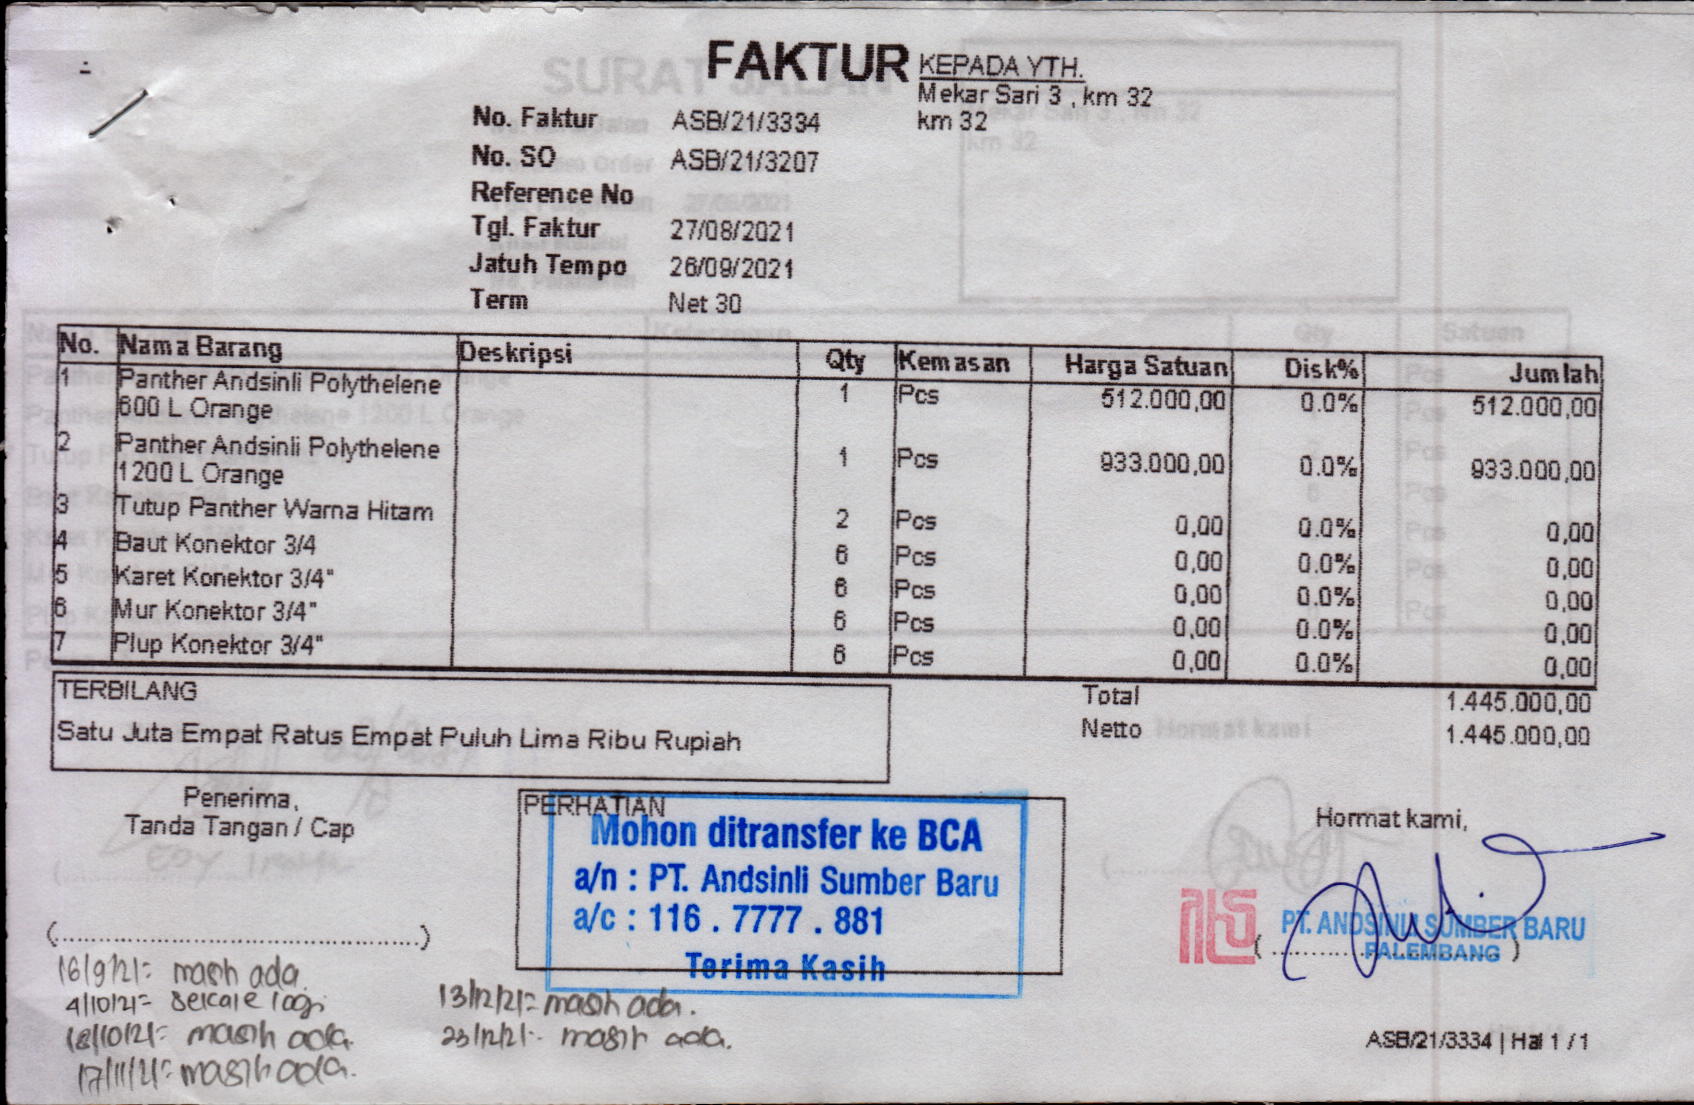 FAKTUR
KEPADA YTH.
Mekar Sari 3 , km 32
km 32
No. Faktur ASB/21/3334
No. SO ASB/21/3207
Reference No
Tgl. Faktur 27/08/2021
Jatuh Tempo 26/09/2021
Term Net 30
No. Nama Barang Deskripsi Qty Kemasan Harga Satuan Disk% Jumlah
1 Panther Andsinli Polythelene 1 Pcs 512.000,00 0.0% 512.000,00
600 L Orange
2 Panther Andsinli Polythelene 1 Pcs 933.000,00 0.0% 933.000,00
1200 L Orange
3 Tutup Panther Warna Hitam 2 Pcs 0,00 0.0% 0,00
4 Baut Konektor 3/4 6 Pcs 0,00 0.0% 0,00
5 Karet Konektor 3/4" 6 Pcs 0,00 0.0% 0,00
6 Mur Konektor 3/4" 6 Pcs 0,00 0.0% 0,00
7 Plup Konektor 3/4" 6 Pcs 0,00 0.0% 0,00
TERBILANG
Satu Juta Empat Ratus Empat Puluh Lima Ribu Rupiah
Total 1.445.000,00
Netto 1.445.000,00
Penerima,
Tanda Tangan / Cap
PERHATIAN
Mohon ditransfer ke BCA
a/n : PT. Andsinli Sumber Baru
a/c : 116 . 7777 . 881
Terima Kasih
Hormat kami,
PT. ANDSINLI SUMBER BARU
PALEMBANG
(................................................)
16/9/21= masih ada.
4/10/21=
18/10/21= masih ada.
17/11/21= masih ada.
13/12/21= masih ada.
23/12/21- masih ada.
ASB/21/3334 | Hal 1 / 1